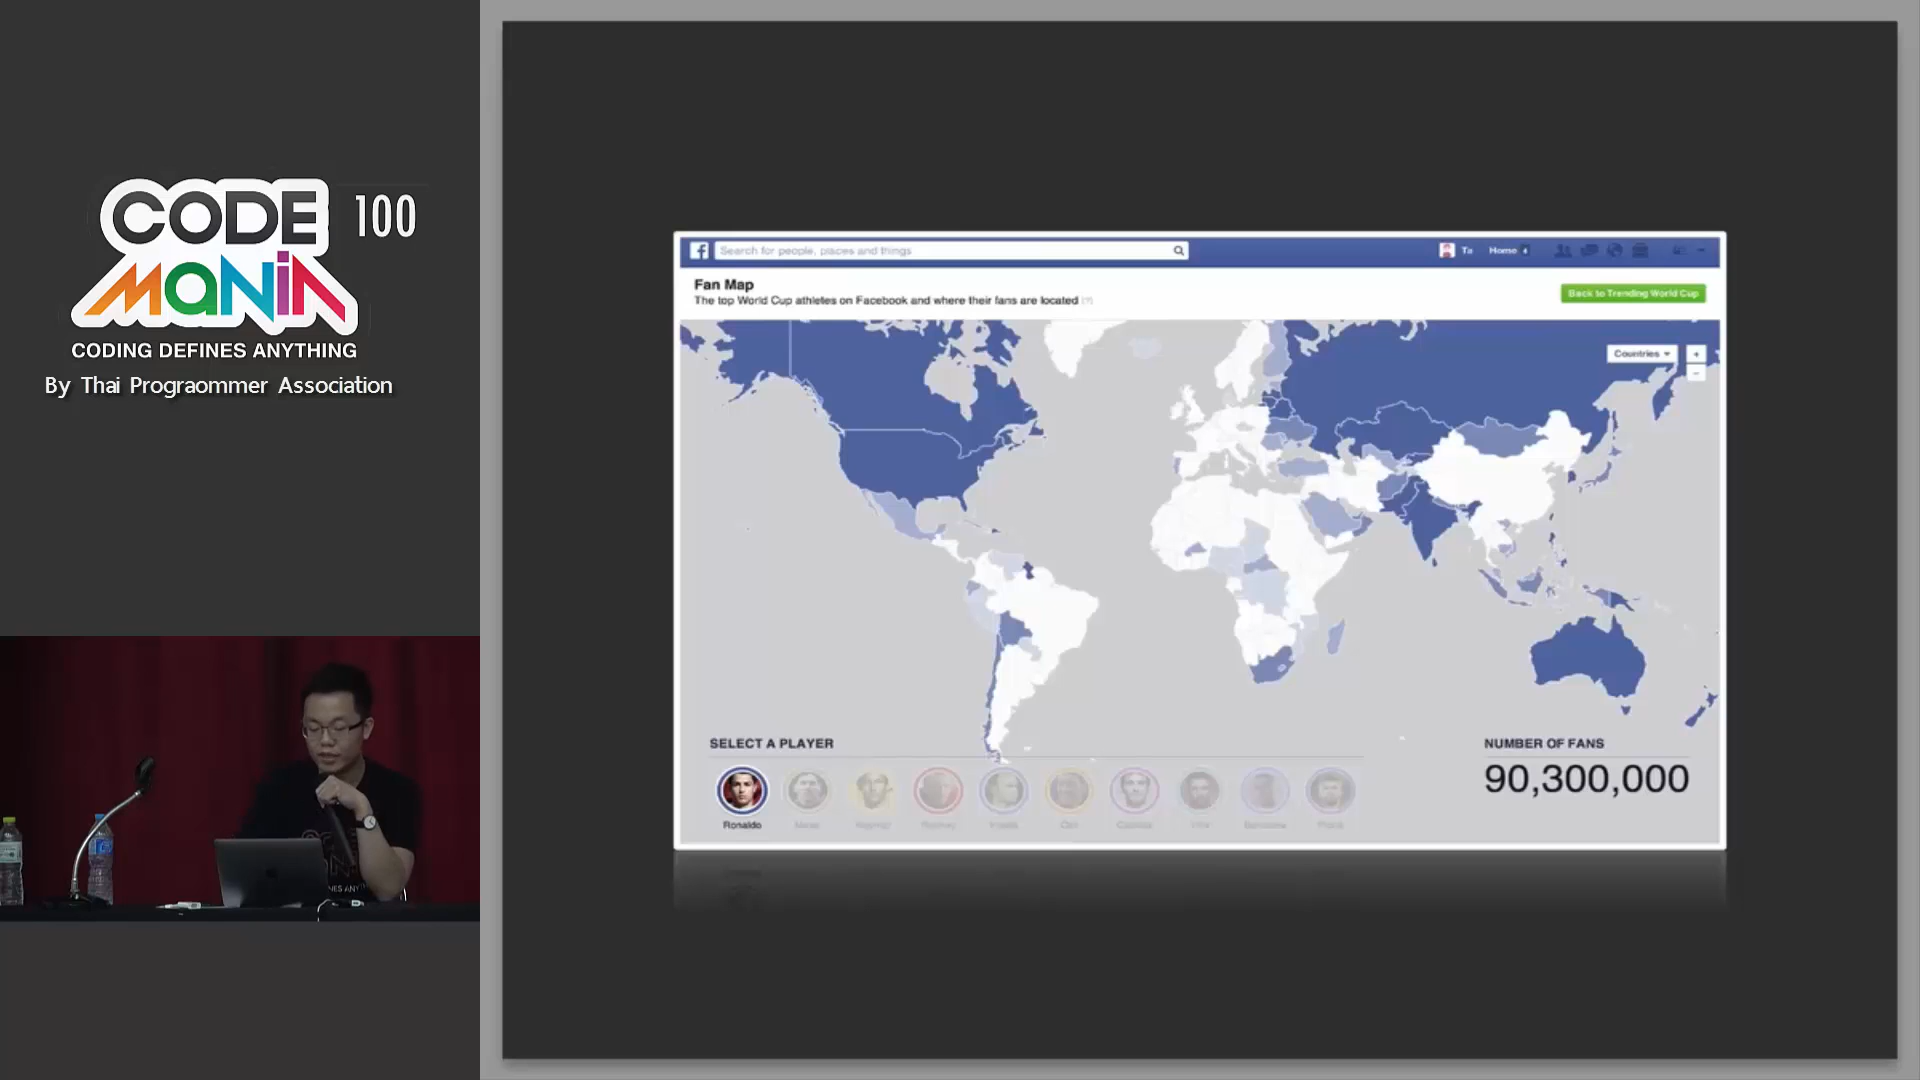 CODE
MANIA
100
CODING DEFINES ANYTHING
By Thai Prograommer Association
Search for people, places and things
To
Home
Fan Map
The top World Cup athletes on Facebook and where their fans are located [?]
Back to Trending World Cup
Countries
+
-
SELECT A PLAYER
Ronaldo
NUMBER OF FANS
90,300,000